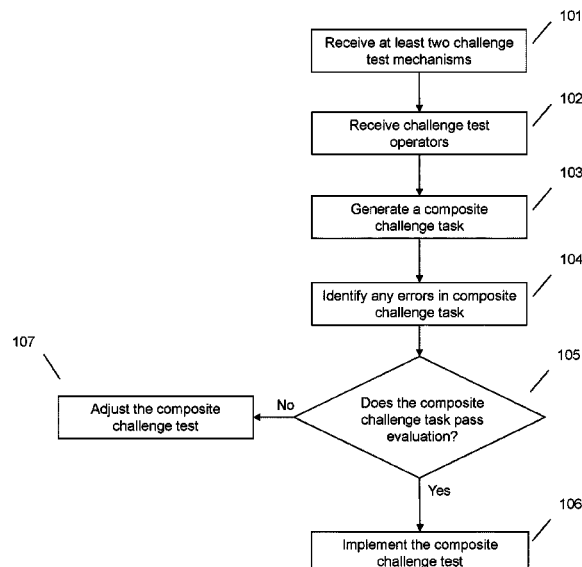 101
Receive at least two challenge
test mechanisms
102
Receive challenge test
operators
103
Generate a composite
challenge task
104
Identify any errors in composite
challenge task
105
107
Does the composite
challenge task pass
evaluation?
No
Adjust the composite
challenge test
Yes
106
Implement the composite
challenge test